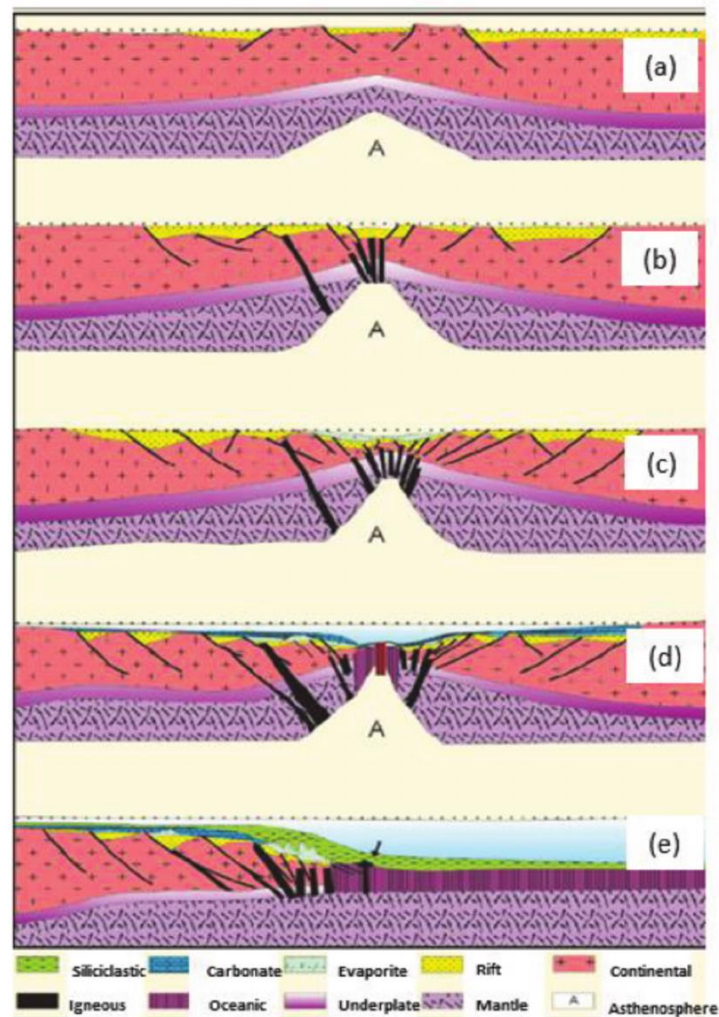 (a)
A
(b)
A
(c)
A
(d)
A
(e)
Siliciclastic Carbonate Evaporite Rift Continental
Igneous Oceanic Underplate Mantle A Asthenosphere